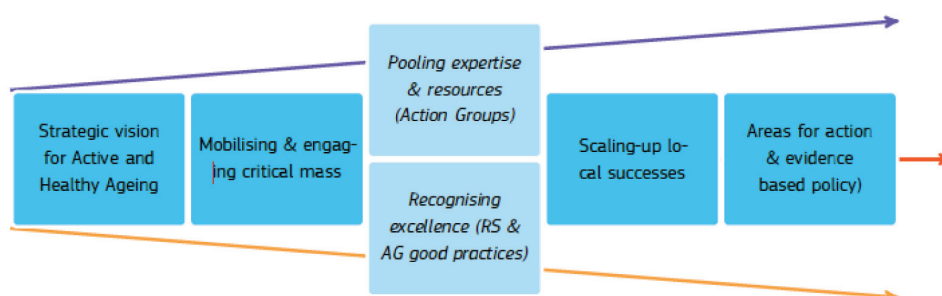 Strategic vision
for Active and
Healthy Ageing
Mobilising & engag-
ing critical mass
Pooling expertise
& resources
(Action Groups)
Recognising
excellence (RS &
AG good practices)
Scaling-up lo-
cal successes
Areas for action
& evidence
based policy)